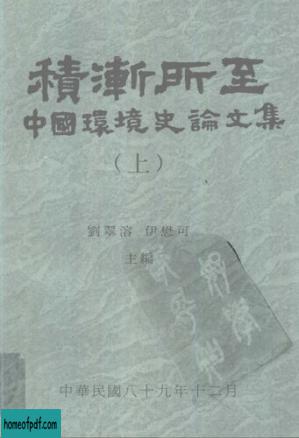 積漸所至
中國環境史論文集
(上)
劉翠溶 伊懋可
主編
中華民國八十九年十二月
homeofpdf.com